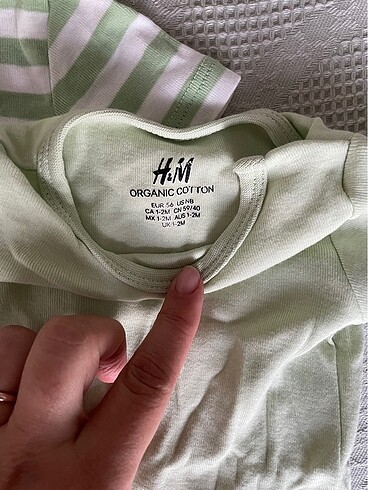 H&M
ORGANIC COTTON
EUR 56 US NB
CA 1-2M CN 59/40
MX 1-2M AUS 1-2M
UK 1-2M